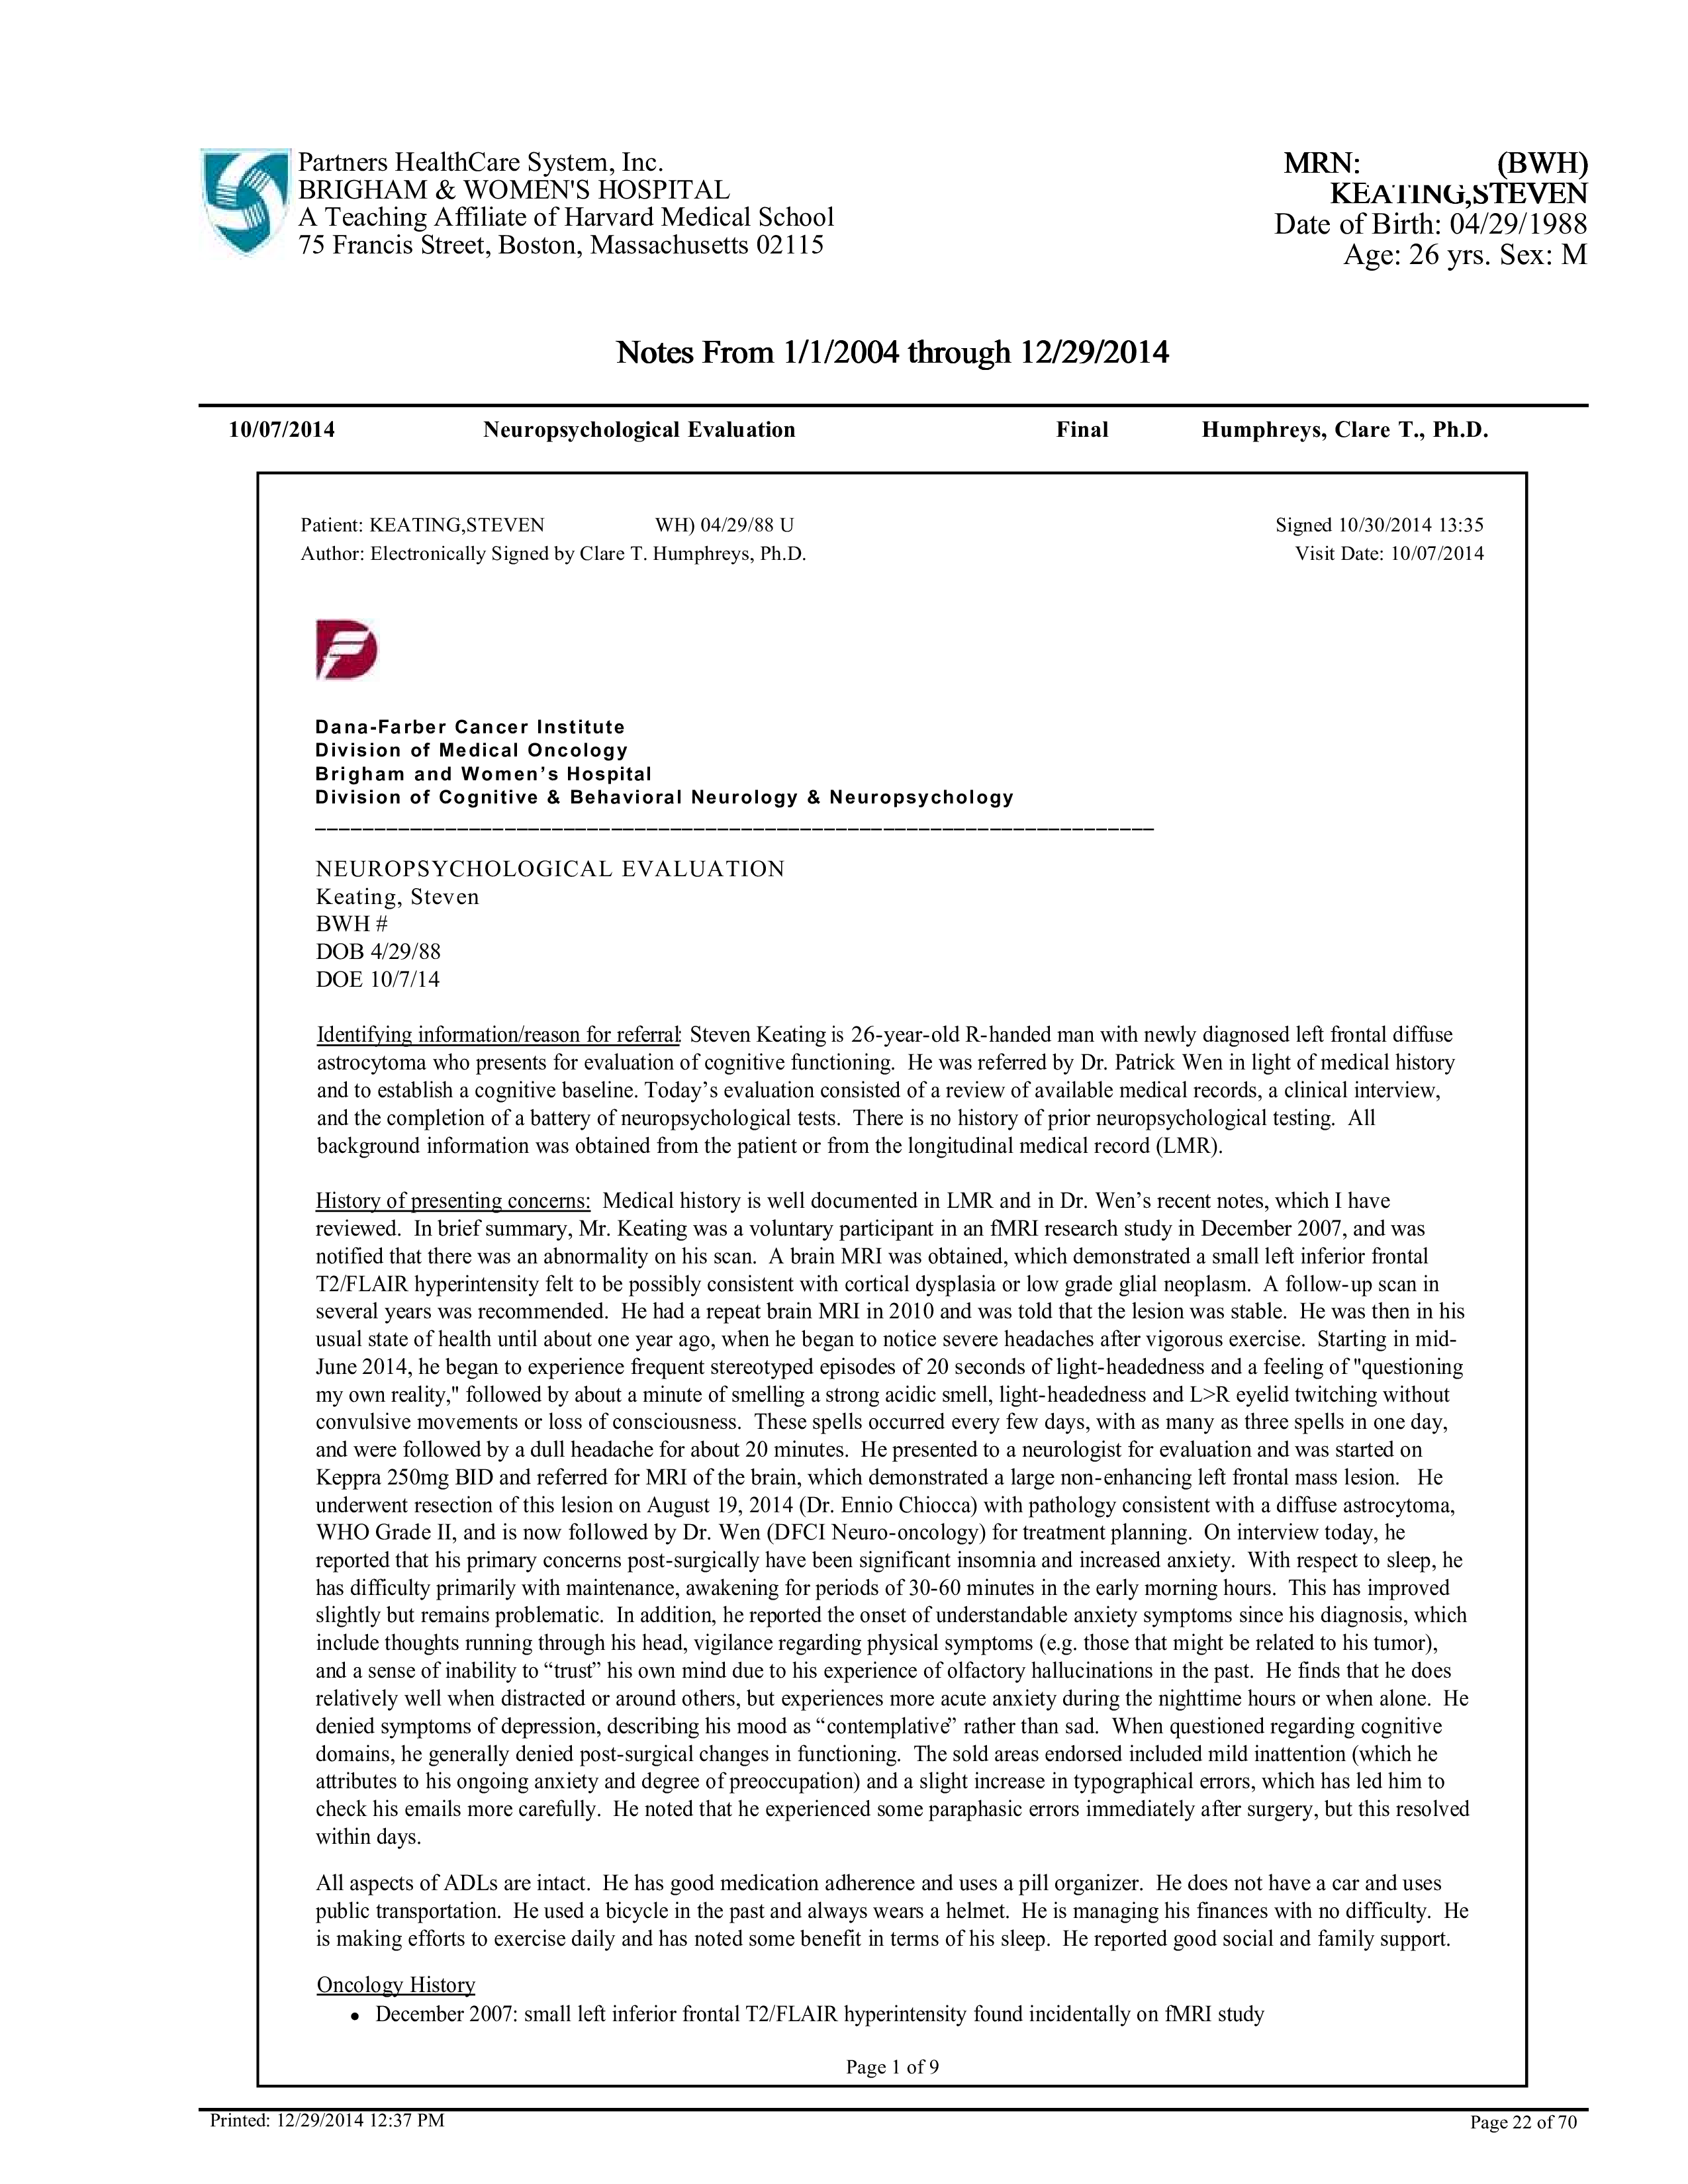 Partners HealthCare System, Inc.
BRIGHAM & WOMEN'S HOSPITAL
A Teaching Affiliate of Harvard Medical School
75 Francis Street, Boston, Massachusetts 02115
MRN: (BWH)
KEATING,STEVEN
Date of Birth: 04/29/1988
Age: 26 yrs. Sex: M
Notes From 1/1/2004 through 12/29/2014
10/07/2014 Neuropsychological Evaluation Final Humphreys, Clare T., Ph.D.
Patient: KEATING,STEVEN WH) 04/29/88 U Signed 10/30/2014 13:35
Author: Electronically Signed by Clare T. Humphreys, Ph.D. Visit Date: 10/07/2014
Dana-Farber Cancer Institute
Division of Medical Oncology
Brigham and Women’s Hospital
Division of Cognitive & Behavioral Neurology & Neuropsychology
NEUROPSYCHOLOGICAL EVALUATION
Keating, Steven
BWH #
DOB 4/29/88
DOE 10/7/14
Identifying information/reason for referral: Steven Keating is 26-year-old R-handed man with newly diagnosed left frontal diffuse
astrocytoma who presents for evaluation of cognitive functioning. He was referred by Dr. Patrick Wen in light of medical history
and to establish a cognitive baseline. Today’s evaluation consisted of a review of available medical records, a clinical interview,
and the completion of a battery of neuropsychological tests. There is no history of prior neuropsychological testing. All
background information was obtained from the patient or from the longitudinal medical record (LMR).
History of presenting concerns: Medical history is well documented in LMR and in Dr. Wen’s recent notes, which I have
reviewed. In brief summary, Mr. Keating was a voluntary participant in an fMRI research study in December 2007, and was
notified that there was an abnormality on his scan. A brain MRI was obtained, which demonstrated a small left inferior frontal
T2/FLAIR hyperintensity felt to be possibly consistent with cortical dysplasia or low grade glial neoplasm. A follow-up scan in
several years was recommended. He had a repeat brain MRI in 2010 and was told that the lesion was stable. He was then in his
usual state of health until about one year ago, when he began to notice severe headaches after vigorous exercise. Starting in mid-
June 2014, he began to experience frequent stereotyped episodes of 20 seconds of light-headedness and a feeling of "questioning
my own reality," followed by about a minute of smelling a strong acidic smell, light-headedness and L>R eyelid twitching without
convulsive movements or loss of consciousness. These spells occurred every few days, with as many as three spells in one day,
and were followed by a dull headache for about 20 minutes. He presented to a neurologist for evaluation and was started on
Keppra 250mg BID and referred for MRI of the brain, which demonstrated a large non-enhancing left frontal mass lesion. He
underwent resection of this lesion on August 19, 2014 (Dr. Ennio Chiocca) with pathology consistent with a diffuse astrocytoma,
WHO Grade II, and is now followed by Dr. Wen (DFCI Neuro-oncology) for treatment planning. On interview today, he
reported that his primary concerns post-surgically have been significant insomnia and increased anxiety. With respect to sleep, he
has difficulty primarily with maintenance, awakening for periods of 30-60 minutes in the early morning hours. This has improved
slightly but remains problematic. In addition, he reported the onset of understandable anxiety symptoms since his diagnosis, which
include thoughts running through his head, vigilance regarding physical symptoms (e.g. those that might be related to his tumor),
and a sense of inability to “trust” his own mind due to his experience of olfactory hallucinations in the past. He finds that he does
relatively well when distracted or around others, but experiences more acute anxiety during the nighttime hours or when alone. He
denied symptoms of depression, describing his mood as “contemplative” rather than sad. When questioned regarding cognitive
domains, he generally denied post-surgical changes in functioning. The sold areas endorsed included mild inattention (which he
attributes to his ongoing anxiety and degree of preoccupation) and a slight increase in typographical errors, which has led him to
check his emails more carefully. He noted that he experienced some paraphasic errors immediately after surgery, but this resolved
within days.
All aspects of ADLs are intact. He has good medication adherence and uses a pill organizer. He does not have a car and uses
public transportation. He used a bicycle in the past and always wears a helmet. He is managing his finances with no difficulty. He
is making efforts to exercise daily and has noted some benefit in terms of his sleep. He reported good social and family support.
Oncology History
• December 2007: small left inferior frontal T2/FLAIR hyperintensity found incidentally on fMRI study
Page 1 of 9
Printed: 12/29/2014 12:37 PM Page 22 of 70